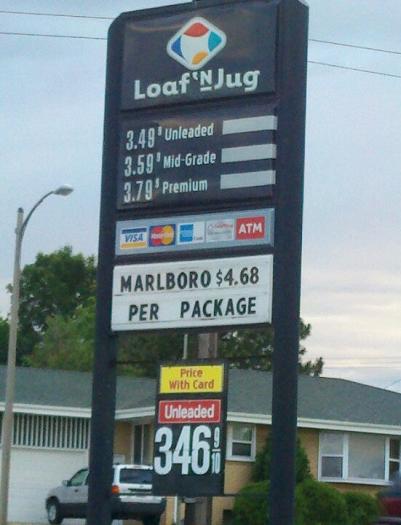 Loaf 'N Jug
3.49⁹ Unleaded
3.59⁹ Mid-Grade
3.79⁹ Premium
VISA MasterCard ATM
MARLBORO $4.68
PER PACKAGE
Price
With Card
Unleaded
346 9/10